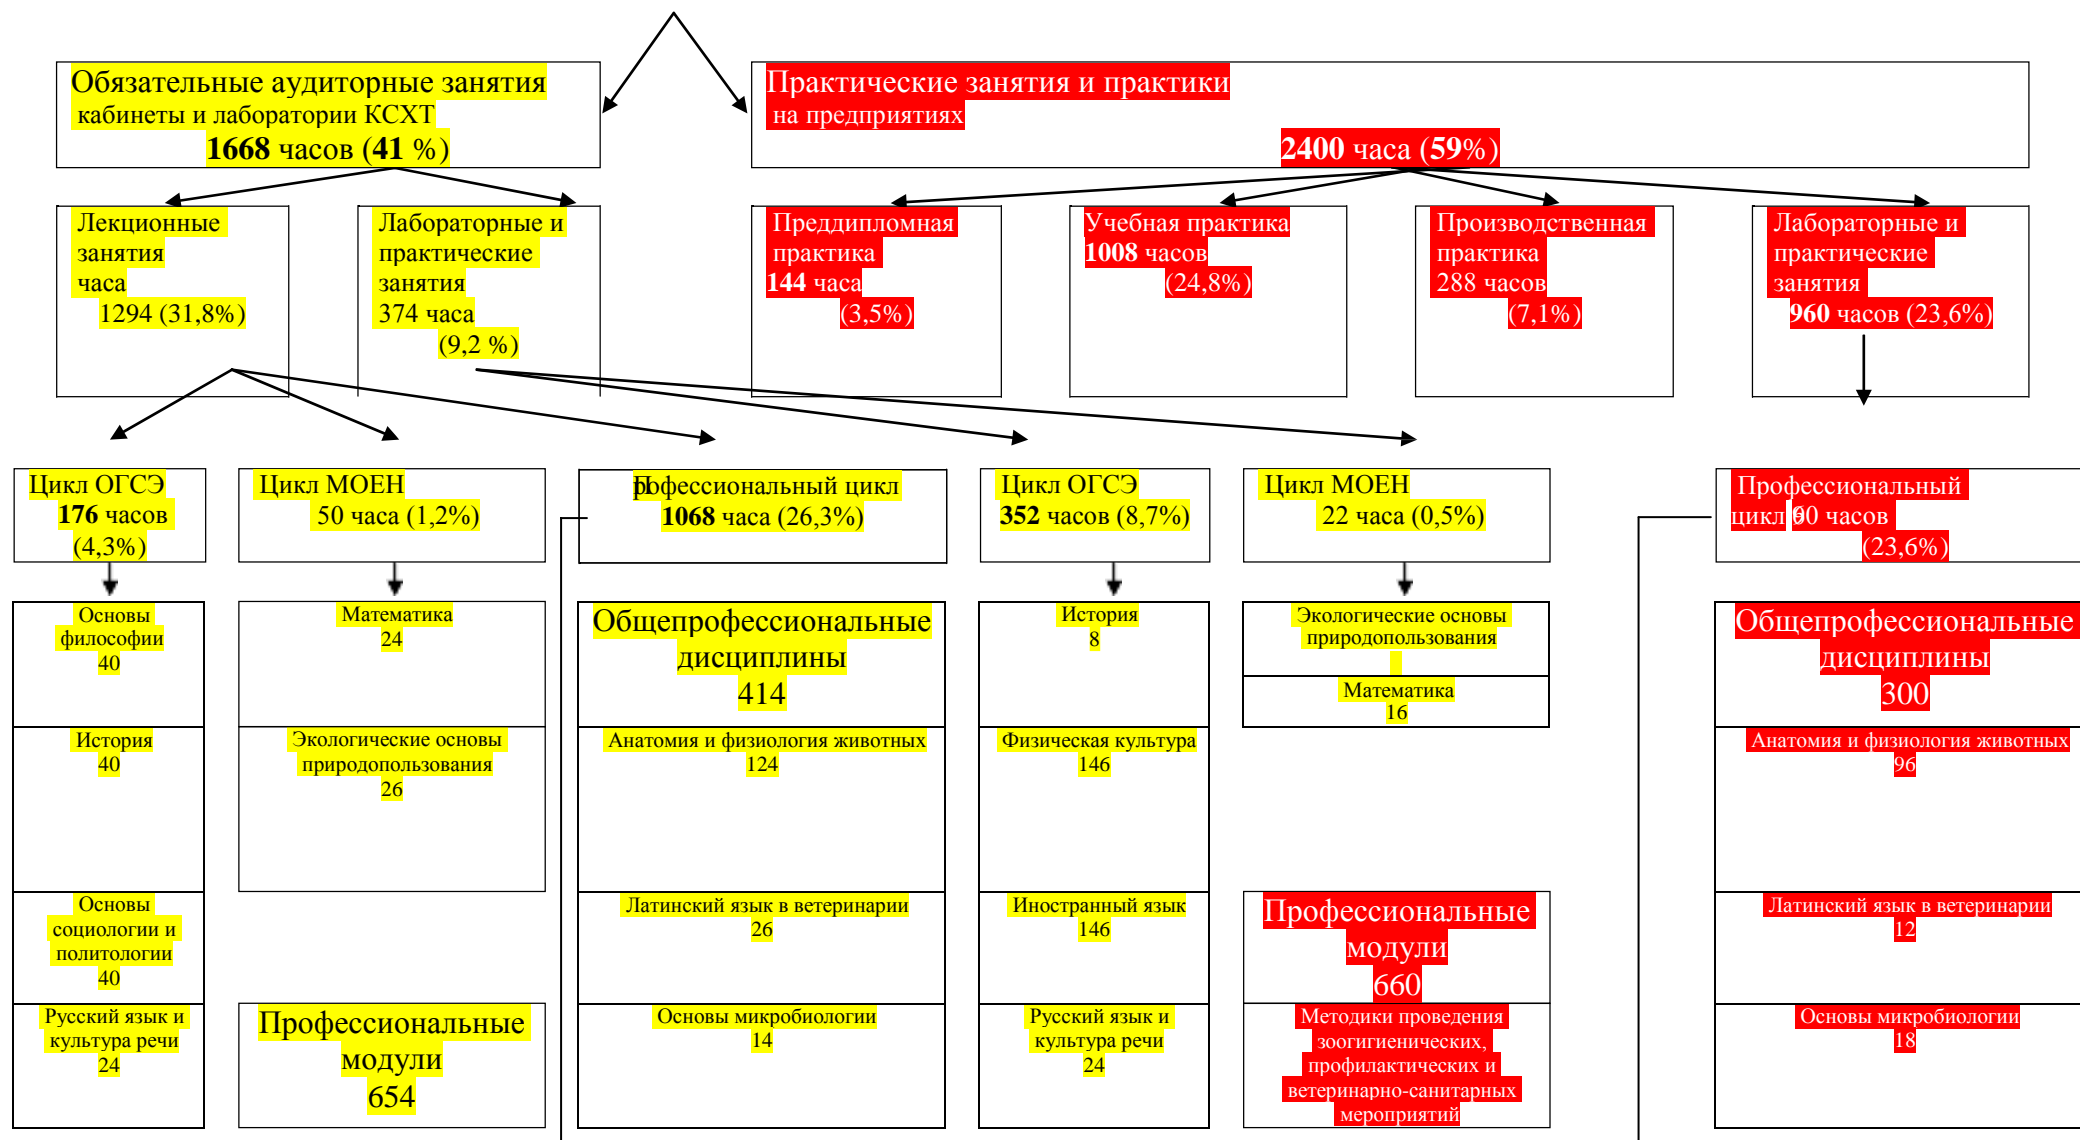 Обязательные аудиторные занятия
кабинеты и лаборатории КСХТ
1668 часов (41 %)
Практические занятия и практики
на предприятиях
2400 часа (59%)
Лекционные
занятия
часа
1294 (31,8%)
Лабораторные и
практические
занятия
374 часа
(9,2 %)
Преддипломная
практика
144 часа
(3,5%)
Учебная практика
1008 часов
(24,8%)
Производственная
практика
288 часов
(7,1%)
Лабораторные и
практические
занятия
960 часов (23,6%)
Цикл ОГСЭ
176 часов
(4,3%)
Цикл МОЕН
50 часа (1,2%)
Профессиональный цикл
1068 часа (26,3%)
Цикл ОГСЭ
352 часов (8,7%)
Цикл МОЕН
22 часа (0,5%)
Профессиональный
цикл часов
(23,6%)
Основы
философии
40
Математика
24
Общепрофессиональные
дисциплины
414
История
8
Экологические основы
природопользования
Математика
16
Общепрофессиональные
дисциплины
300
История
40
Экологические основы
природопользования
26
Анатомия и физиология животных
124
Физическая культура
146
Анатомия и физиология животных
96
Основы
социологии и
политологии
40
Латинский язык в ветеринарии
26
Иностранный язык
146
Профессиональные
модули
660
Латинский язык в ветеринарии
12
Русский язык и
культура речи
24
Профессиональные
модули
654
Основы микробиологии
14
Русский язык и
культура речи
24
Методики проведения
зоогигиенических,
профилактических и
ветеринарно-санитарных
мероприятий
Основы микробиологии
18